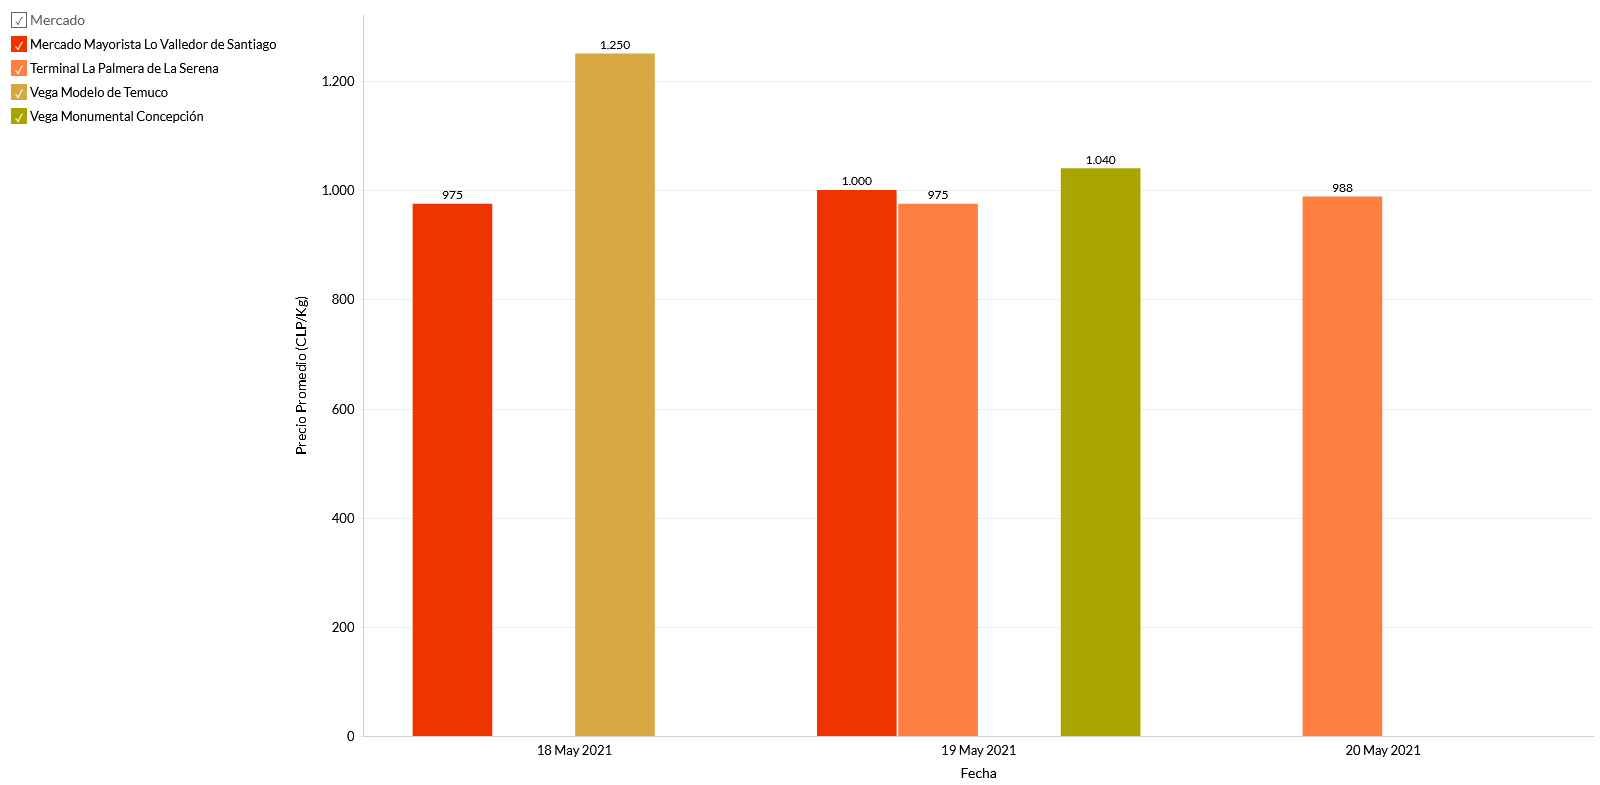 Mercado
Mercado Mayorista Lo Valledor de Santiago
Terminal La Palmera de La Serena
Vega Modelo de Temuco
Vega Monumental Concepción
Precio Promedio (CLP/Kg)
1.200
1.000
800
600
400
200
0
975
1.250
1.000
975
1.040
988
18 May 2021
19 May 2021
20 May 2021
Fecha